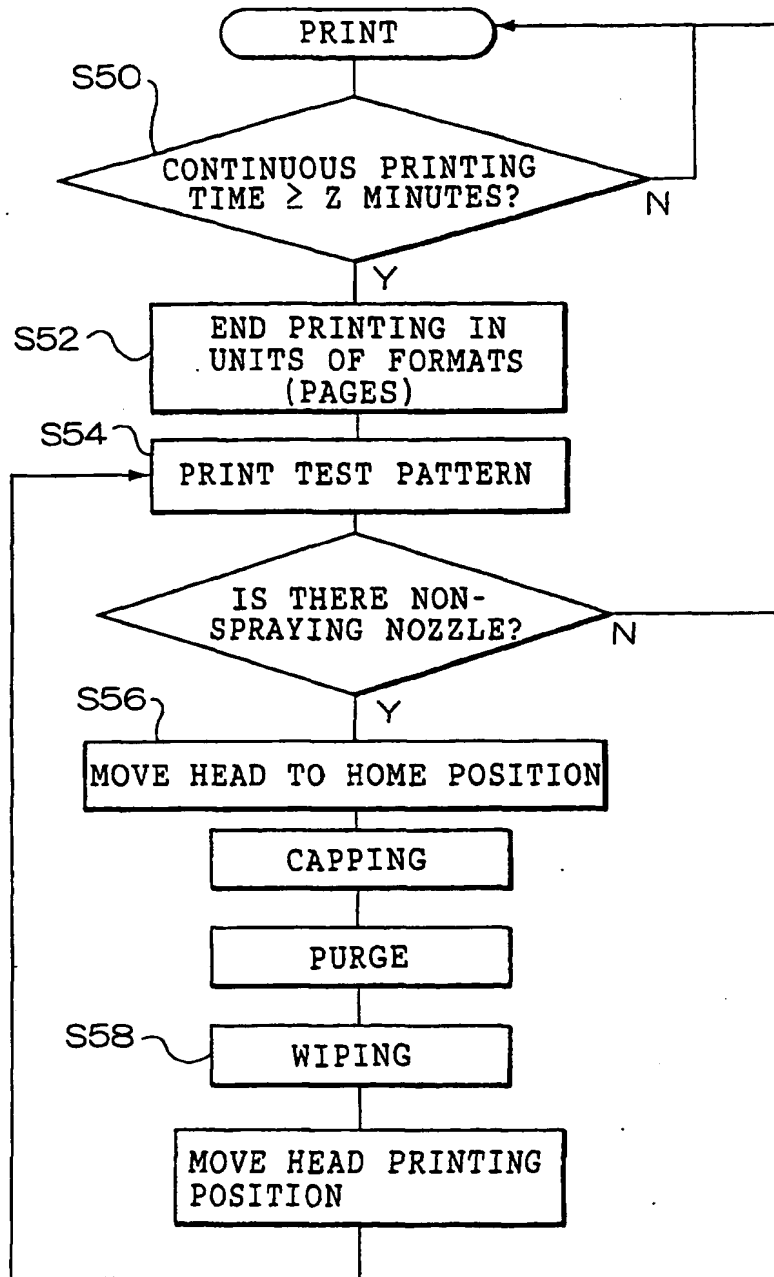 PRINT
S50
CONTINUOUS PRINTING
TIME ≥ Z MINUTES?
N
Y
S52
END PRINTING IN
UNITS OF FORMATS
(PAGES)
S54
PRINT TEST PATTERN
IS THERE NON-
SPRAYING NOZZLE?
N
Y
S56
MOVE HEAD TO HOME POSITION
CAPPING
PURGE
S58
WIPING
MOVE HEAD PRINTING
POSITION